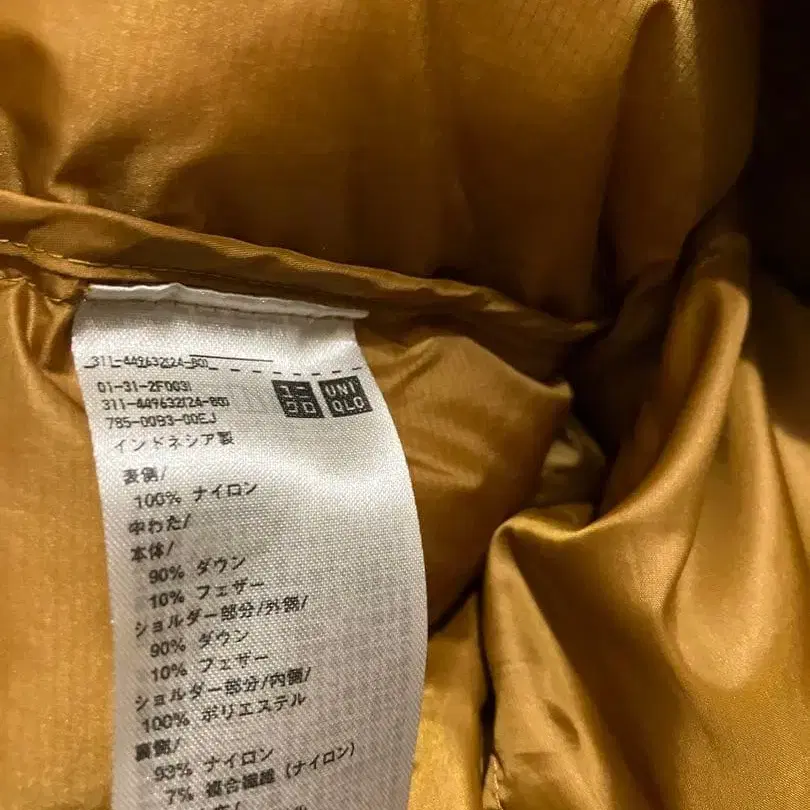 311-449632(24-80)
01-31-2F003I
311-449632(24-80)
785-0093-00EJ
インドネシア製
ユニ
クロ
UNI
QLO
表側/
100% ナイロン
中わた/
本体/
90% ダウン
10% フェザー
ショルダー部分/外側/
90% ダウン
10% フェザー
ショルダー部分/内側/
100% ポリエステル
裏側/
93% ナイロン
7% 複合繊維 (ナイロン)